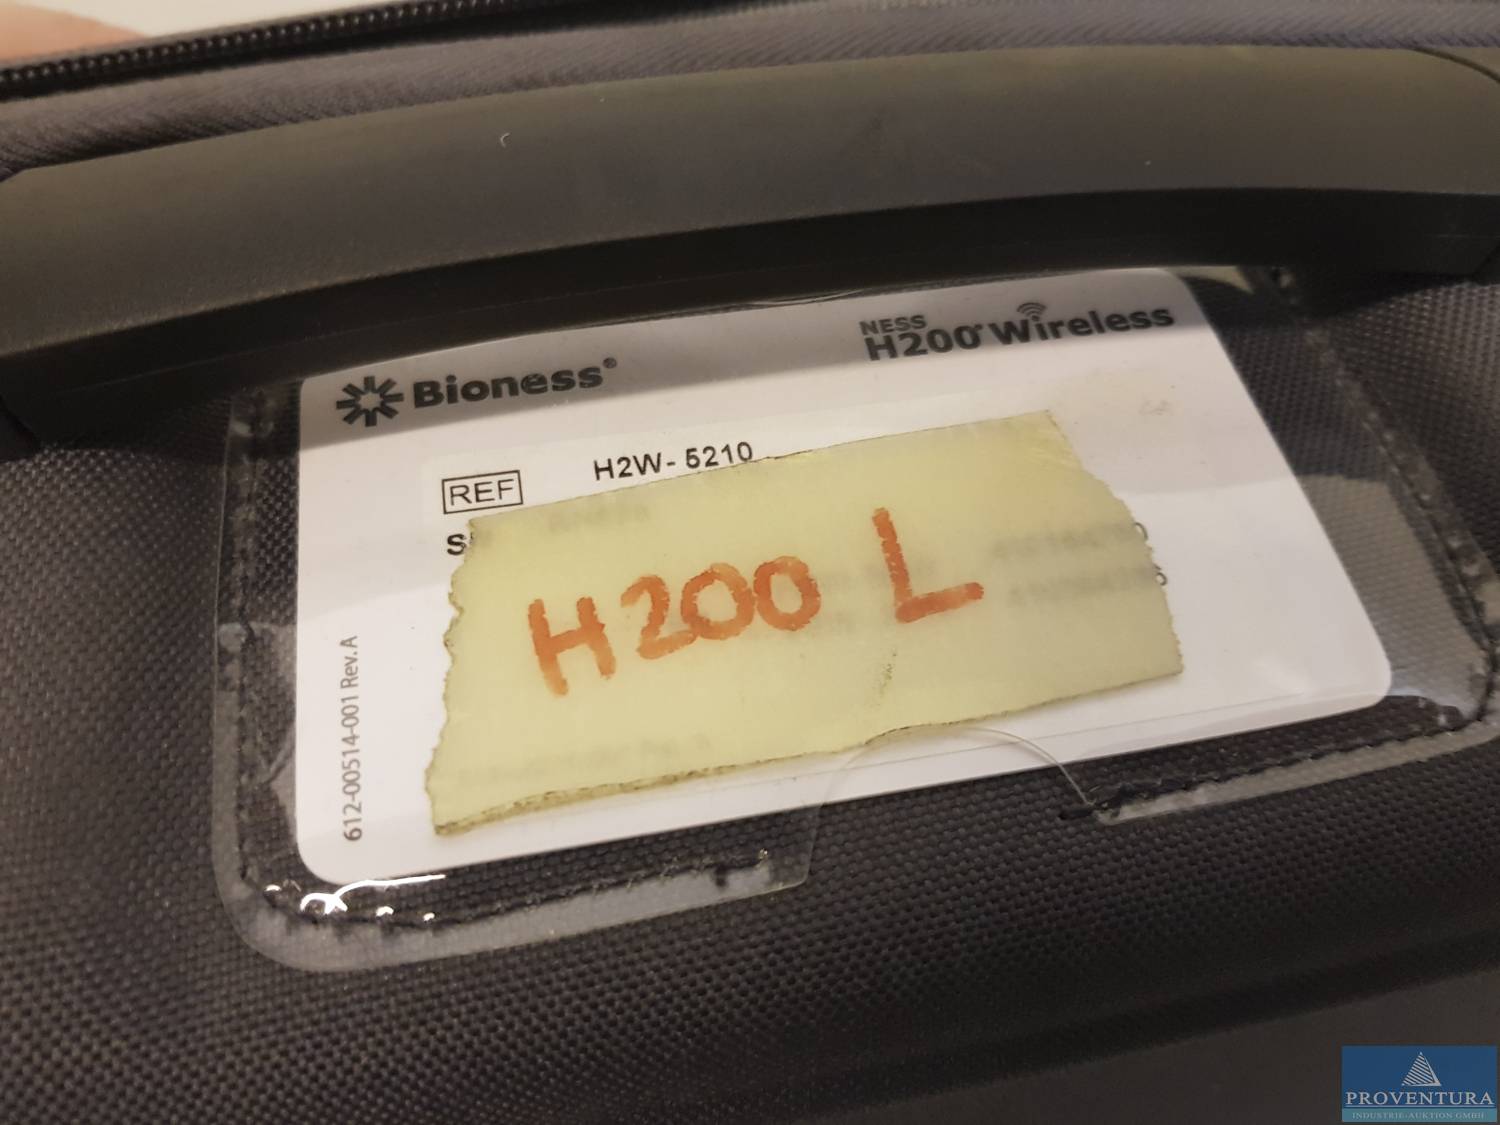 Bioness®
NESS
H200® Wireless
REF H2W-5210
H200 L
612-00514-001 Rev. A
PROVENTURA
INDUSTRIE-AUKTION GMBH